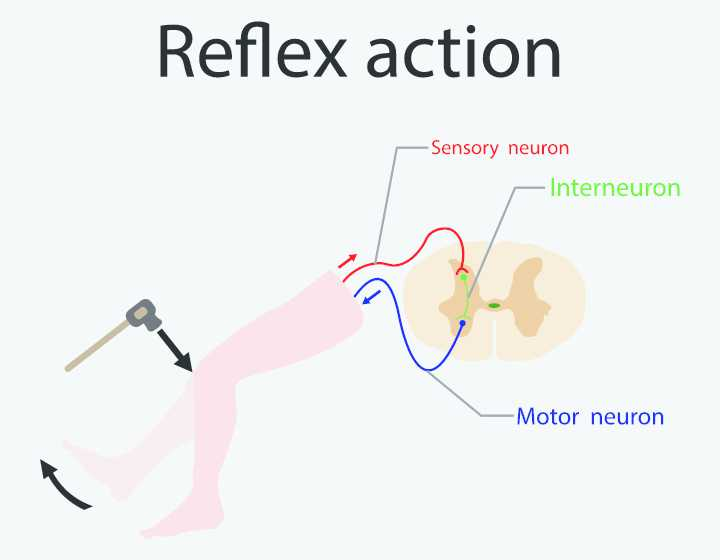 Reflex action
Sensory neuron
Interneuron
Motor neuron